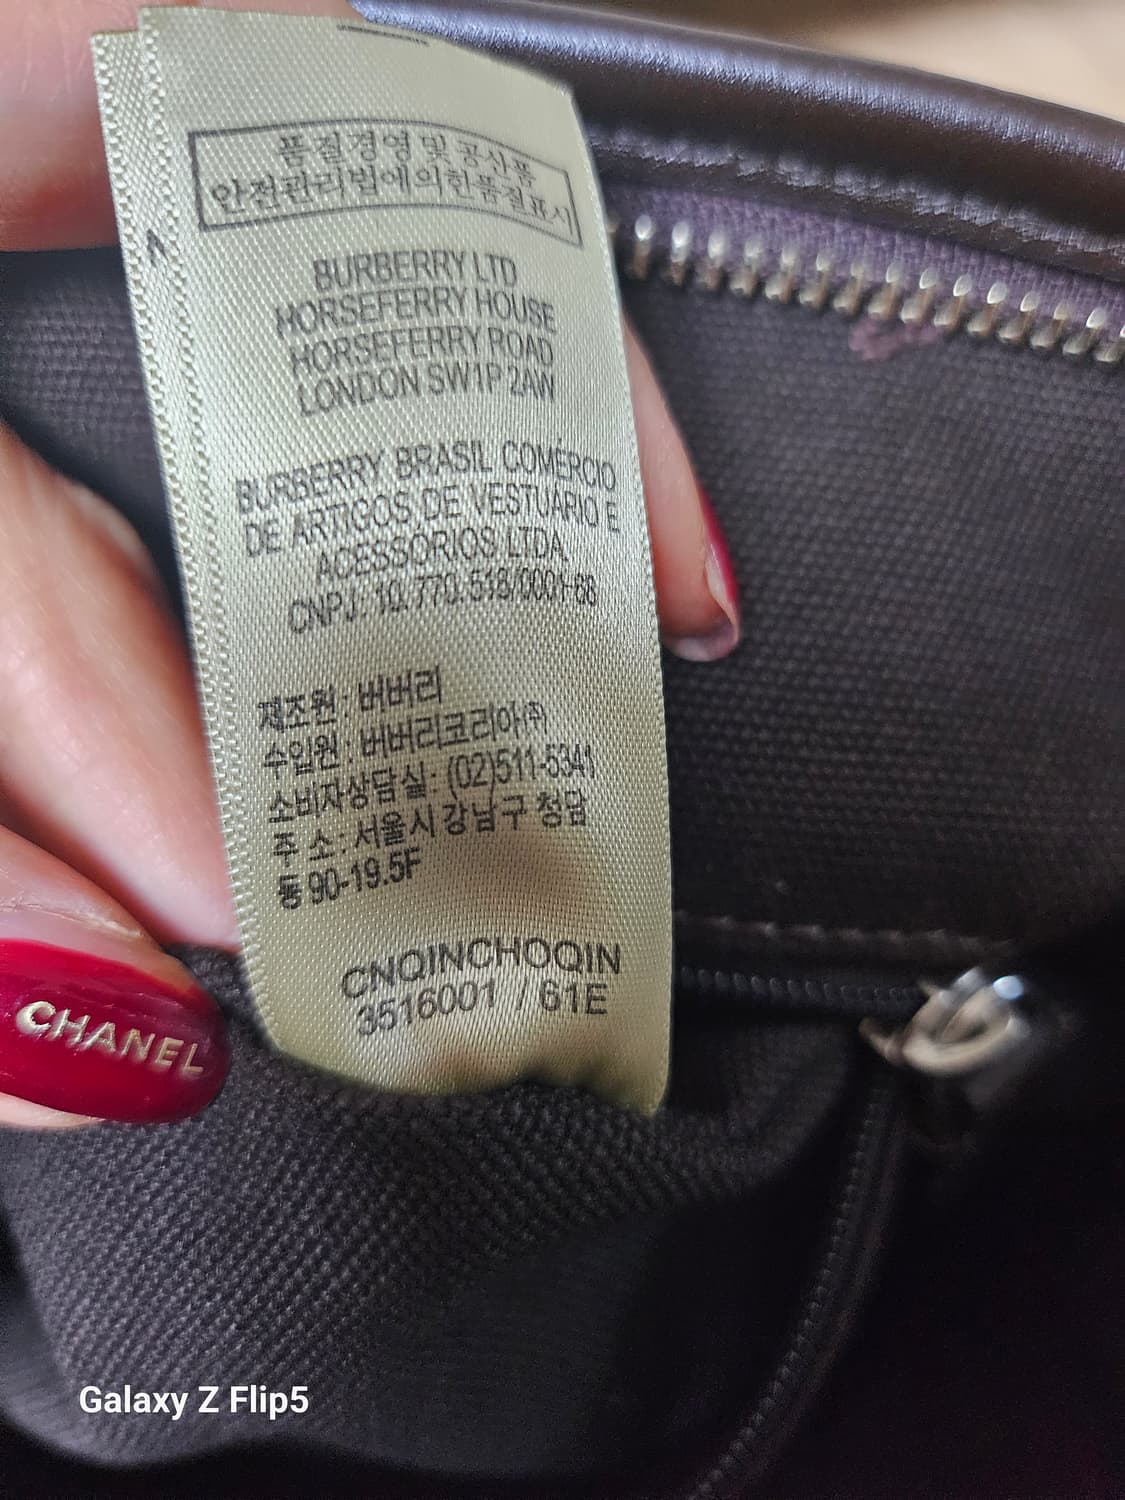 품질경영및공산품
안전관리법에의한품질표시
BURBERRY LTD
HORSEFERRY HOUSE
HORSEFERRY ROAD
LONDON SW1P 2AW
BURBERRY BRASIL COMÉRCIO
DE ARTIGOS DE VESTUÁRIO E
ACESSÓRIOS LTDA
CNPJ: 10.770.518/0001-68
제조원 : 버버리
수입원 : 버버리코리아㈜
소비자상담실: (02)511-5341
주 소 : 서울시 강남구 청담
동 90-19.5F
CNQINCHOQIN
3516001 / 61E
CHANEL
Galaxy Z Flip5